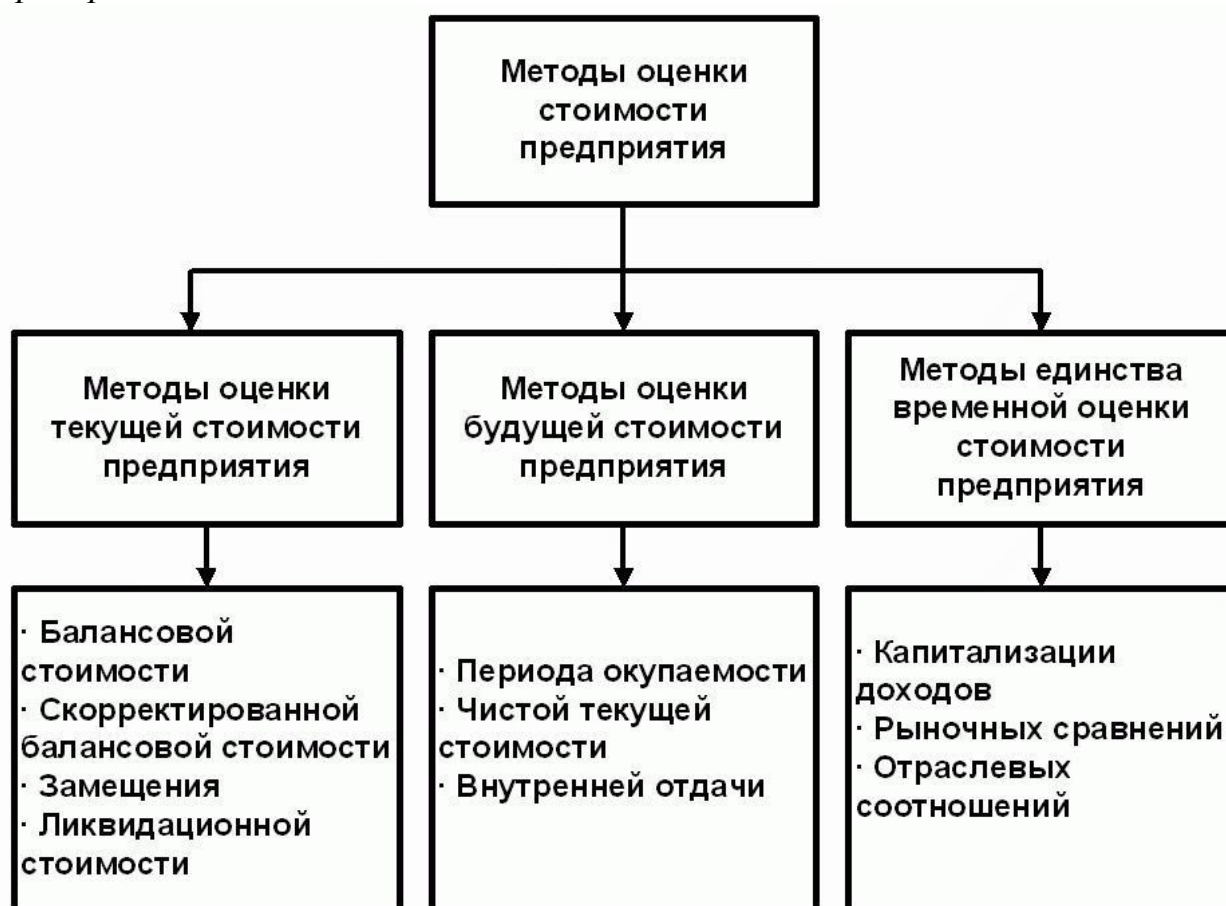 Методы оценки
стоимости
предприятия
Методы оценки
текущей стоимости
предприятия
Методы оценки
будущей стоимости
предприятия
Методы единства
временной оценки
стоимости
предприятия
· Балансовой
стоимости
· Скорректированной
балансовой стоимости
· Замещения
· Ликвидационной
стоимости
· Периода окупаемости
· Чистой текущей
стоимости
· Внутренней отдачи
· Капитализации
доходов
· Рыночных сравнений
· Отраслевых
соотношений